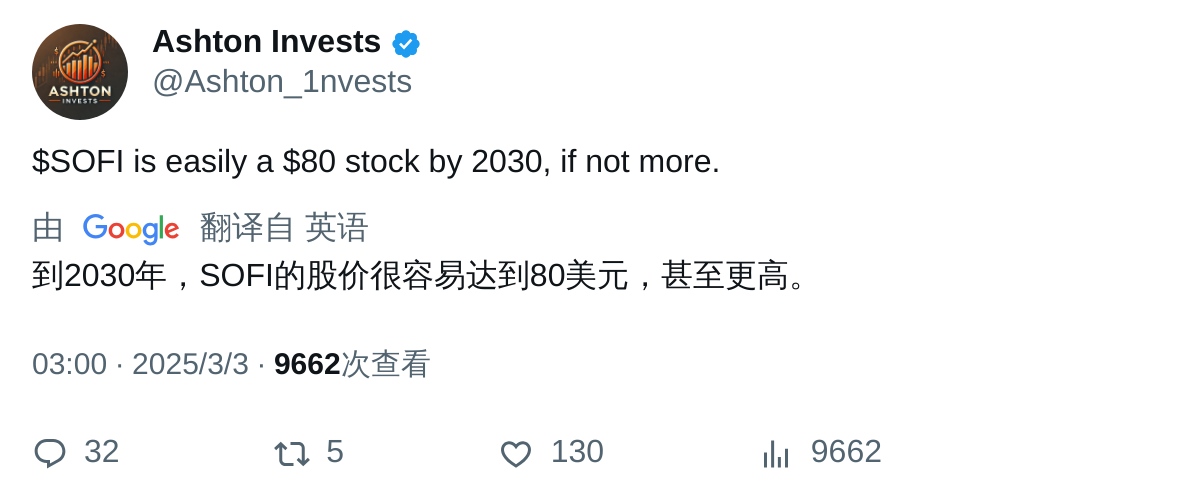 Ashton Invests
@Ashton_1nvests
ASHTON
INVESTS
$SOFI is easily a $80 stock by 2030, if not more.
由 Google 翻译自 英语
到2030年，SOFI的股价很容易达到80美元，甚至更高。
03:00 · 2025/3/3 · 9662次查看
32 5 130 9662